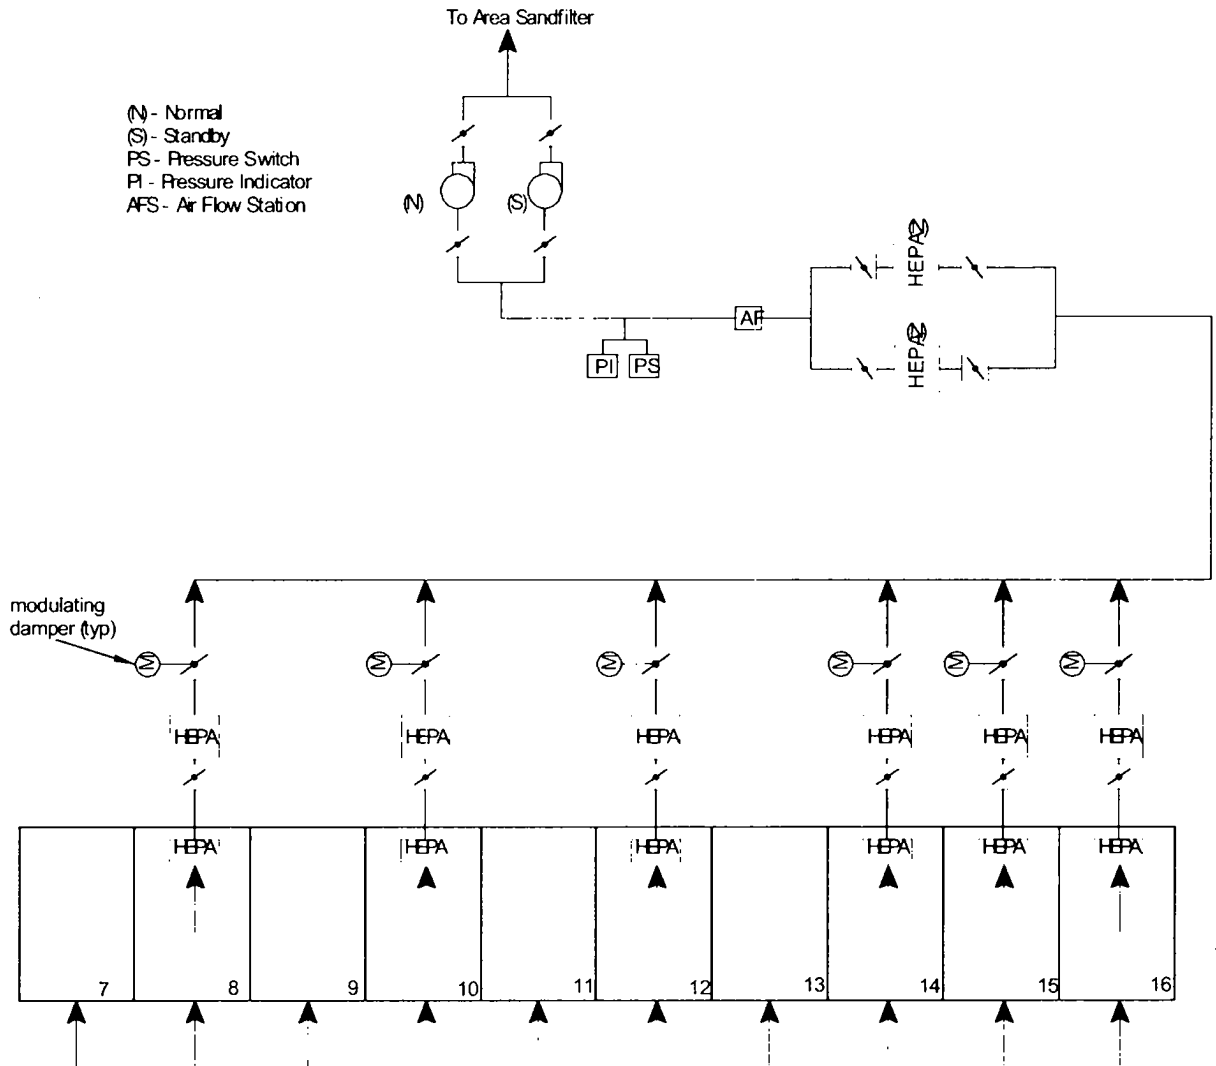 To Area Sandfilter
(N) - Normal
(S) - Standby
PS - Pressure Switch
PI - Pressure Indicator
AFS - Air Flow Station
(N)
(S)
HEPA
AF
HEPA
PI
PS
modulating
damper (typ)
M
M
M
M
M
M
HEPA
HEPA
HEPA
HEPA
HEPA
HEPA
HEPA
HEPA
HEPA
HEPA
HEPA
HEPA
7
8
9
10
11
12
13
14
15
16